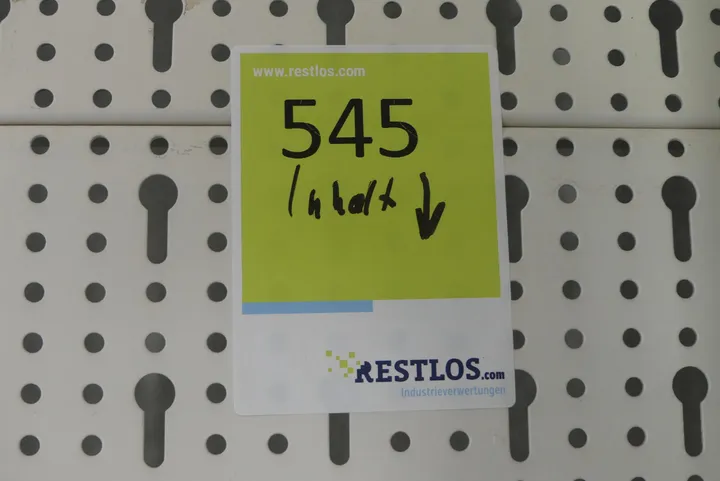 www.restlos.com
545
Inhalt ↓
RESTLOS.com
Industrieverwertungen